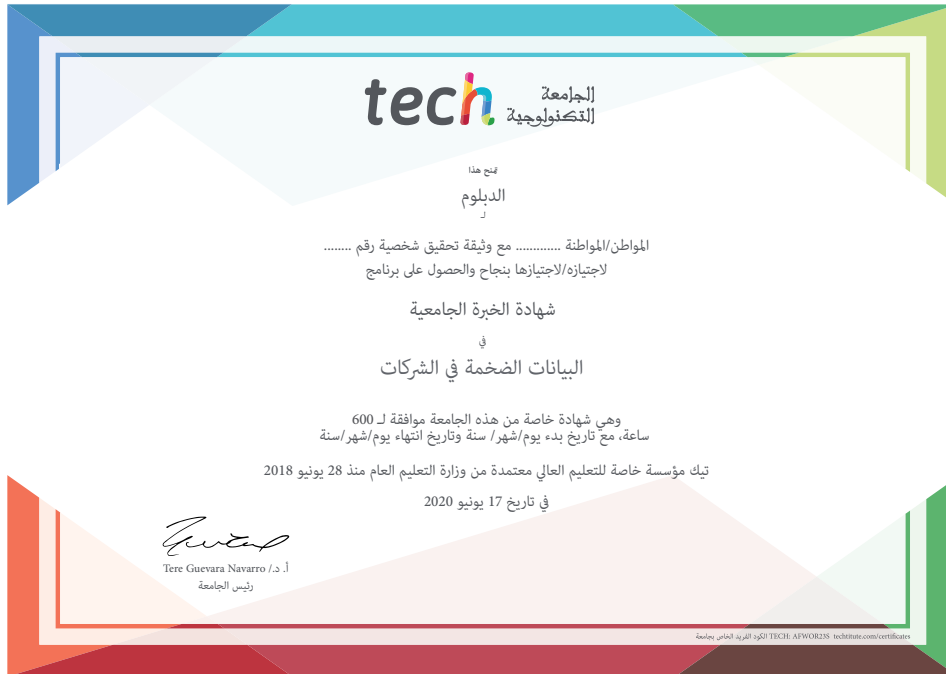 tech الجامعة
التكنولوجية
تمنح هذا
الدبلوم
لـ
المواطن/المواطنة ............. مع وثيقة تحقيق شخصية رقم ........
لاجتيازه/لاجتيازها بنجاح والحصول على برنامج
شهادة الخبرة الجامعية
في
البيانات الضخمة في الشركات
وهي شهادة خاصة من هذه الجامعة موافقة لـ 600
ساعة، مع تاريخ بدء يوم/شهر/ سنة وتاريخ انتهاء يوم/شهر/سنة
تيك مؤسسة خاصة للتعليم العالي معتمدة من وزارة التعليم العام منذ 28 يونيو 2018
في تاريخ 17 يونيو 2020
أ. د./ Tere Guevara Navarro
رئيس الجامعة
الكود الفريد الخاص بجامعة TECH: AFWOR23S techtitute.com/certificates